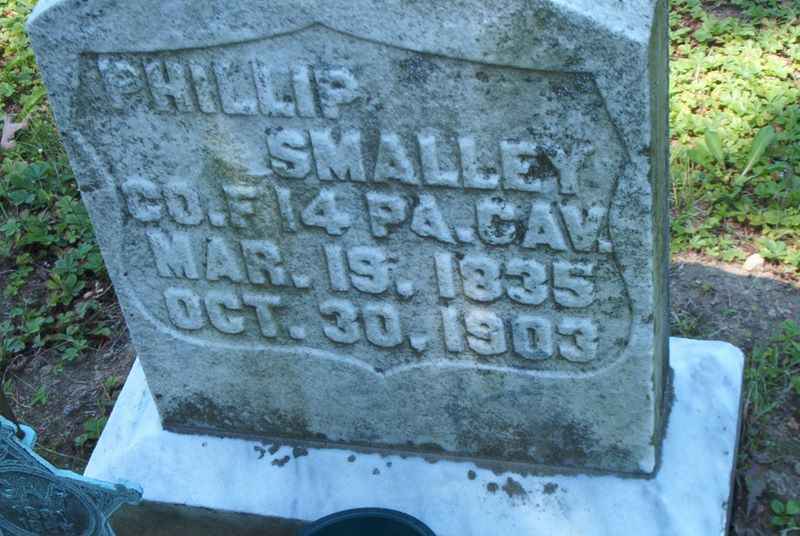 PHILLIP
SMALLEY
CO. F 14 PA. CAV.
MAR. 19. 1835
OCT. 30. 1903